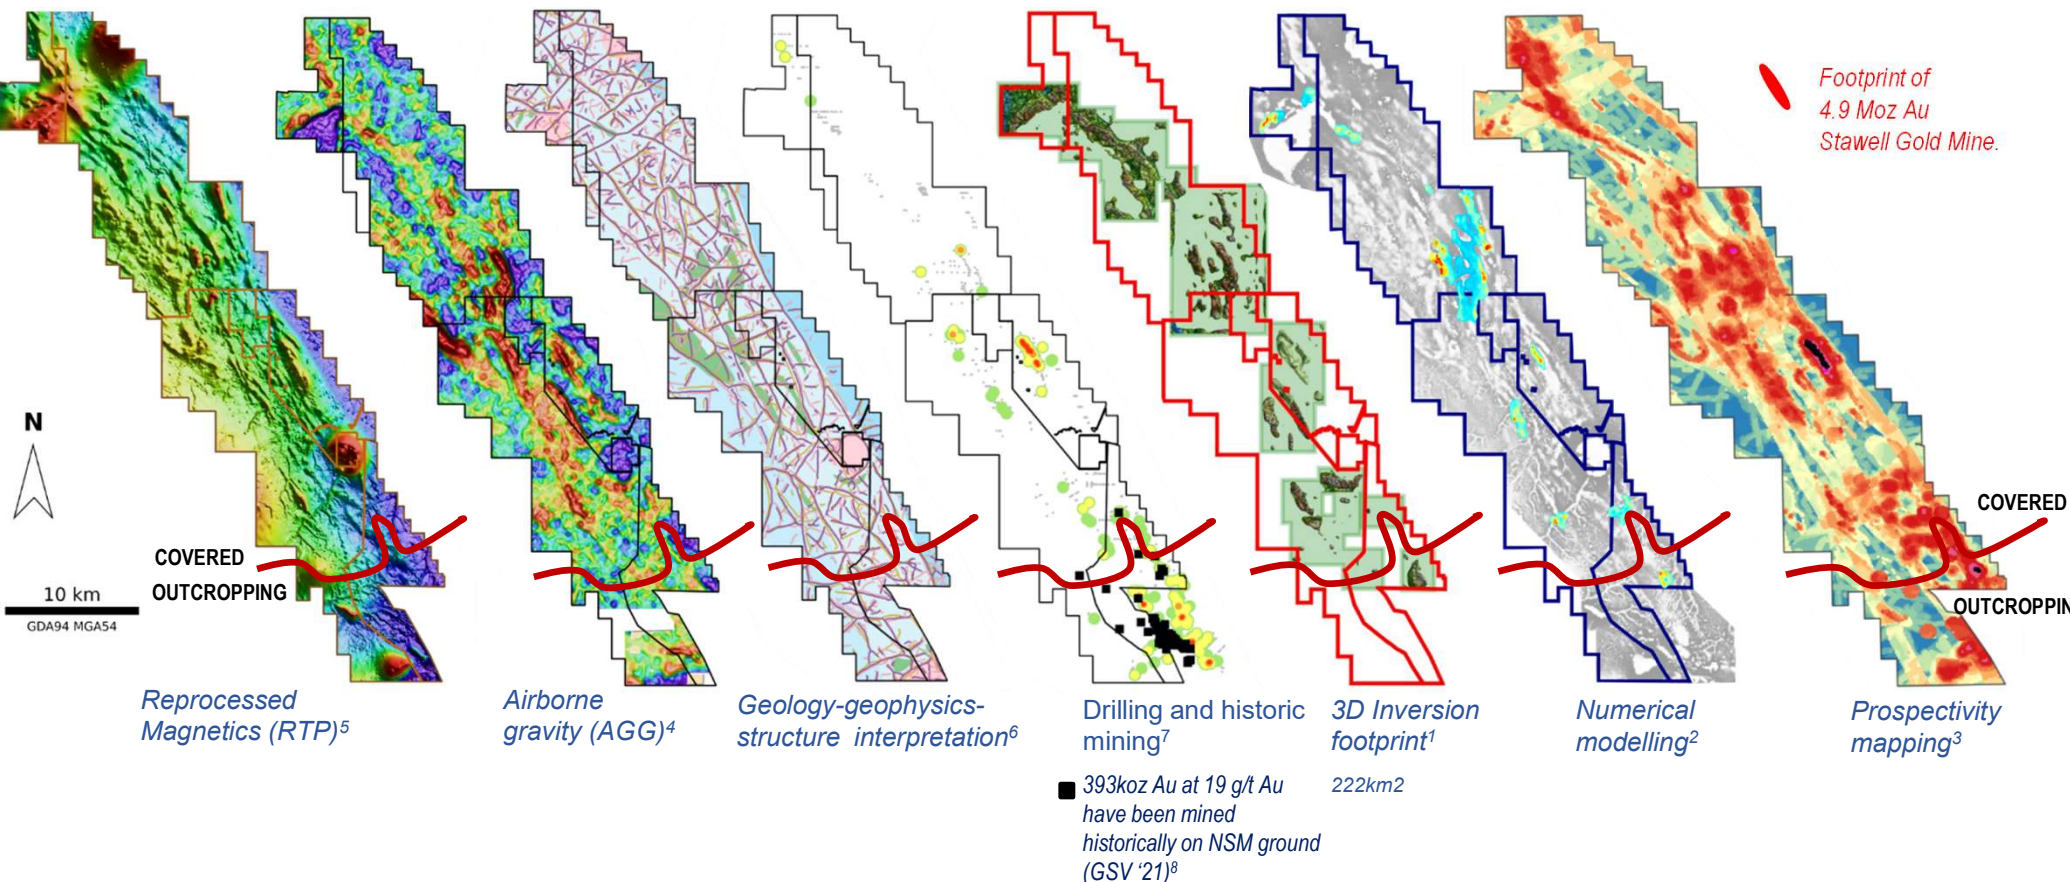 Footprint of
4.9 Moz Au
Stawell Gold Mine.
N
10 km
GDA94 MGA54
COVERED
OUTCROPPING
COVERED
OUTCROPPIN
Reprocessed
Magnetics (RTP)⁵
Airborne
gravity (AGG)⁴
Geology-geophysics-
structure interpretation⁶
Drilling and historic
mining⁷
3D Inversion
footprint¹
222km2
Numerical
modelling²
Prospectivity
mapping³
393koz Au at 19 g/t Au
have been mined
historically on NSM ground
(GSV ‘21)⁸